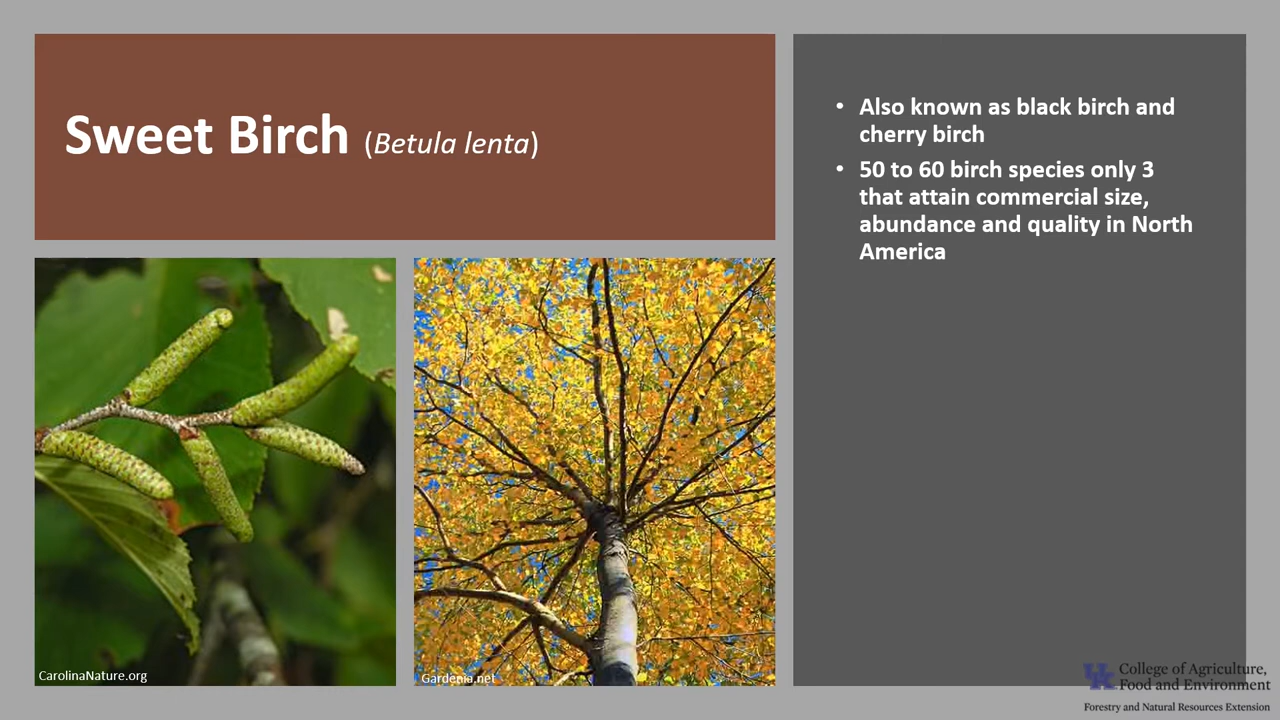 Sweet Birch (Betula lenta)
• Also known as black birch and
cherry birch
• 50 to 60 birch species only 3
that attain commercial size,
abundance and quality in North
America
CarolinaNature.org
Gardenia.net
UK College of Agriculture,
Food and Environment
Forestry and Natural Resources Extension